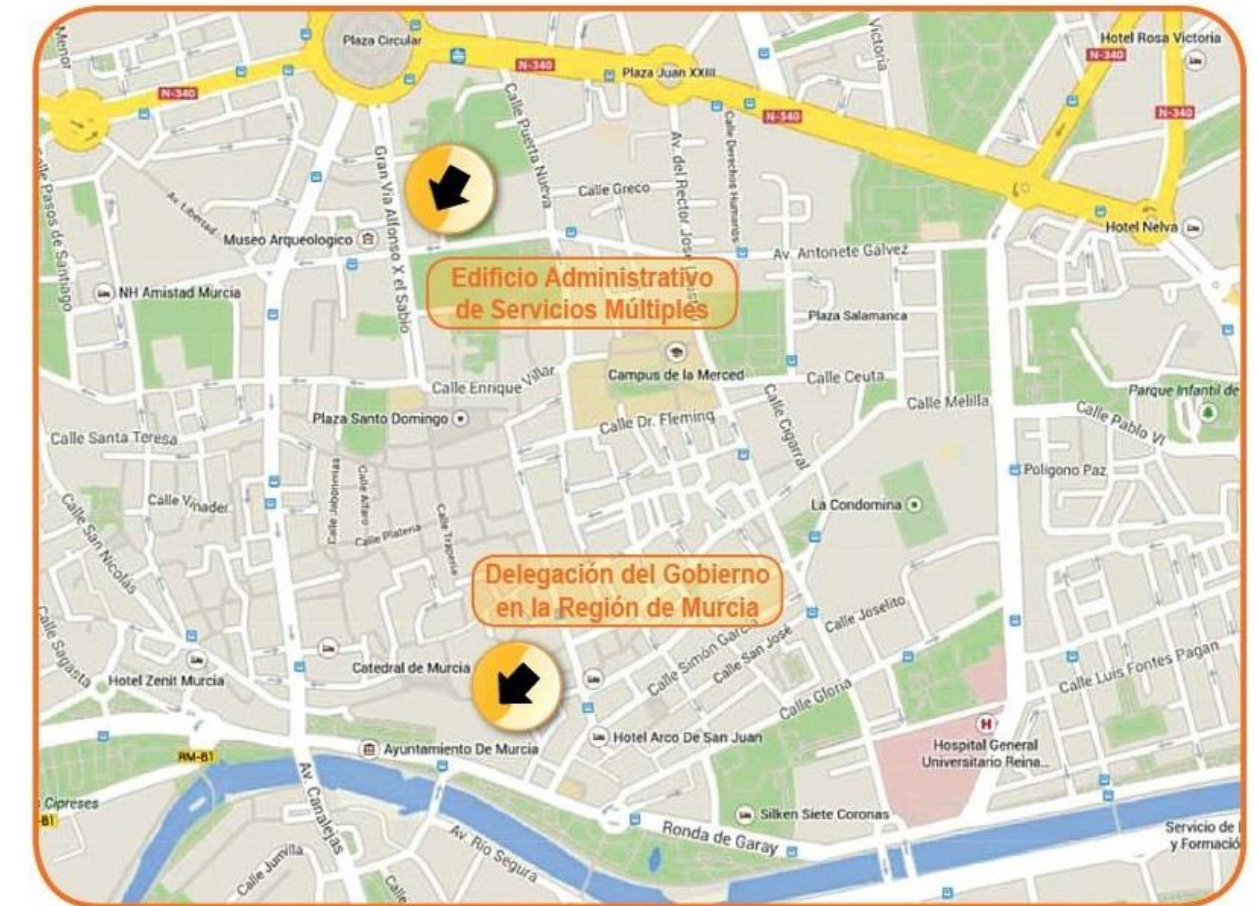 Menor
Plaza Circular
Victoria
Hotel Rosa Victoria
N-340
N-340
Plaza Juan XXIII
N-340
N-340
N-340
Calle Puerta Nueva
Calle Pasos de Santiago
Av. Libertad
Gran Vía Alfonso X el Sabio
Calle Greco
Av. del Rector José
Calle Derechos Humanos
Museo Arqueologico
Hotel Nelva
Av. Antonete Gálvez
Edificio Administrativo
de Servicios Múltiples
NH Amistad Murcia
Plaza Salamanca
Campus de la Merced
Calle Enrique Villar
Calle Ceuta
Parque Infantil de
Calle Melilla
Calle Pablo VI
Plaza Santo Domingo
Calle Dr. Fleming
Calle Cigarral
Calle Santa Teresa
Poligono Paz
Calle Vinader
Calle Jabonerías
Calle Alfaro
Calle Platería
Calle Trapería
La Condomina
Calle San Nicolas
Delegación del Gobierno
en la Región de Murcia
Calle Joselito
Calle Sagasta
Calle Simón García
Calle San José
Calle Luis Fontes Pagan
Catedral de Murcia
Hotel Zenit Murcia
Calle Gloria
H
Hotel Arco De San Juan
Hospital General
Universitario Reina...
Ayuntamiento De Murcia
RM-B1
Av. Canalejas
Cipreses
-B1
Silken Siete Coronas
Ronda de Garay
Av. Rio Segura
Servicio de
y Formació
Calle Jumilla
Calle